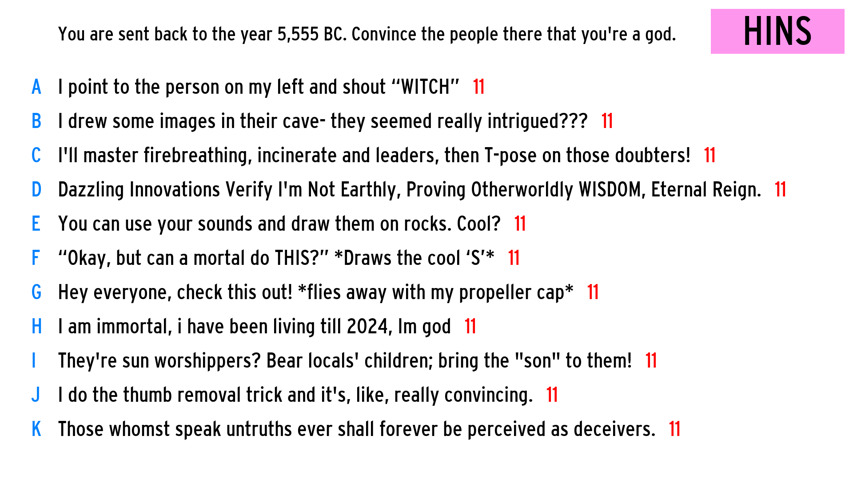 You are sent back to the year 5,555 BC. Convince the people there that you're a god.
HINS
A I point to the person on my left and shout “WITCH” 11
B I drew some images in their cave- they seemed really intrigued??? 11
C I'll master firebreathing, incinerate and leaders, then T-pose on those doubters! 11
D Dazzling Innovations Verify I'm Not Earthly, Proving Otherworldly WISDOM, Eternal Reign. 11
E You can use your sounds and draw them on rocks. Cool? 11
F “Okay, but can a mortal do THIS?” *Draws the cool ‘S’* 11
G Hey everyone, check this out! *flies away with my propeller cap* 11
H I am immortal, i have been living till 2024, Im god 11
I They're sun worshippers? Bear locals' children; bring the "son" to them! 11
J I do the thumb removal trick and it's, like, really convincing. 11
K Those whomst speak untruths ever shall forever be perceived as deceivers. 11